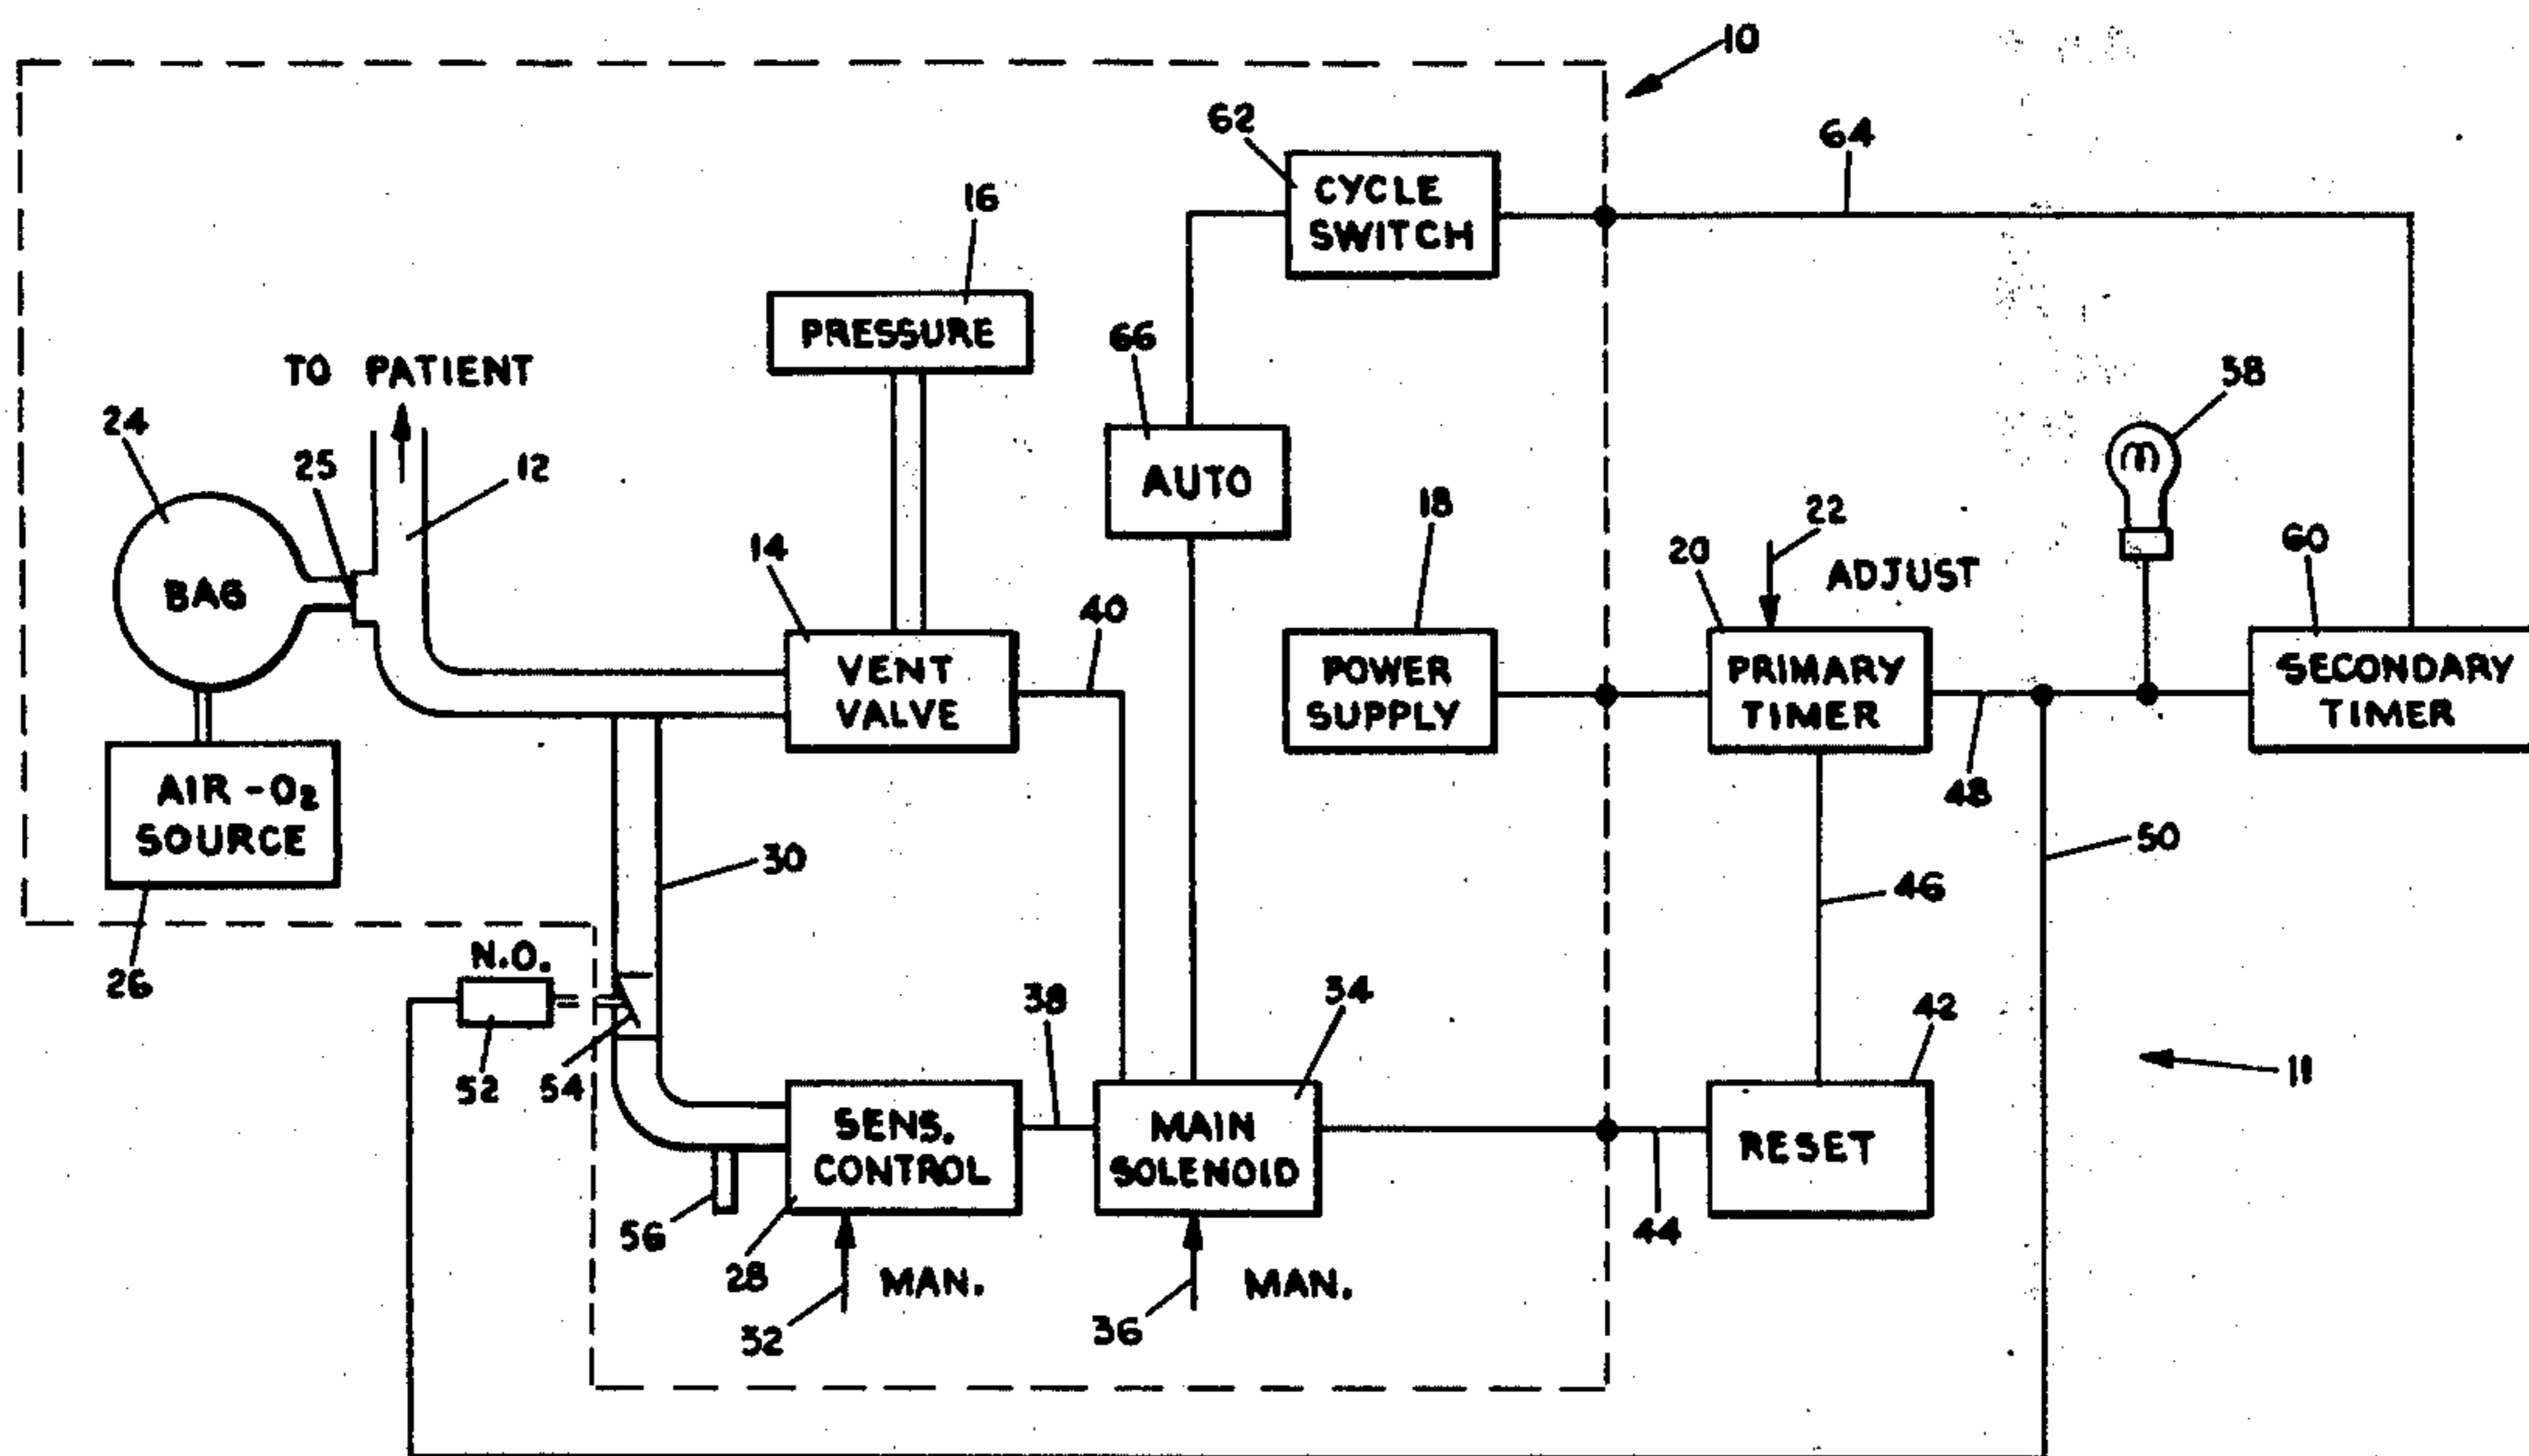 10
62
64
CYCLE
SWITCH
16
PRESSURE
66
TO PATIENT
58
24
25
12
AUTO
18
22
14
20
ADJUST
60
BAG
40
VENT
VALVE
POWER
SUPPLY
PRIMARY
TIMER
SECONDARY
TIMER
AIR-O2
SOURCE
48
50
30
46
26
N.O.
38
34
42
52
54
11
SENS.
CONTROL
MAIN
SOLENOID
RESET
56
28
MAN.
MAN.
44
32
36